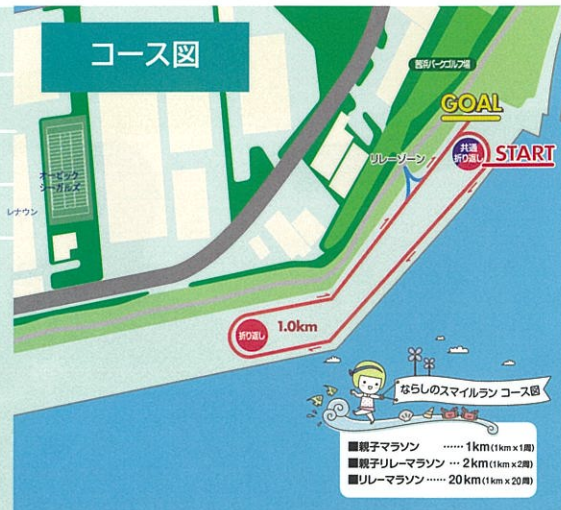 コース図
茜浜パークゴルフ場
GOAL
共通
折り返し
START
リレーゾーン
オービック
シーガルズ
レナウン
折り返し
1.0km
ならしのスマイルラン コース図
■親子マラソン ……1km(1km×1周)
■親子リレーマラソン …2km(1km×2周)
■リレーマラソン ……20km(1km×20周)